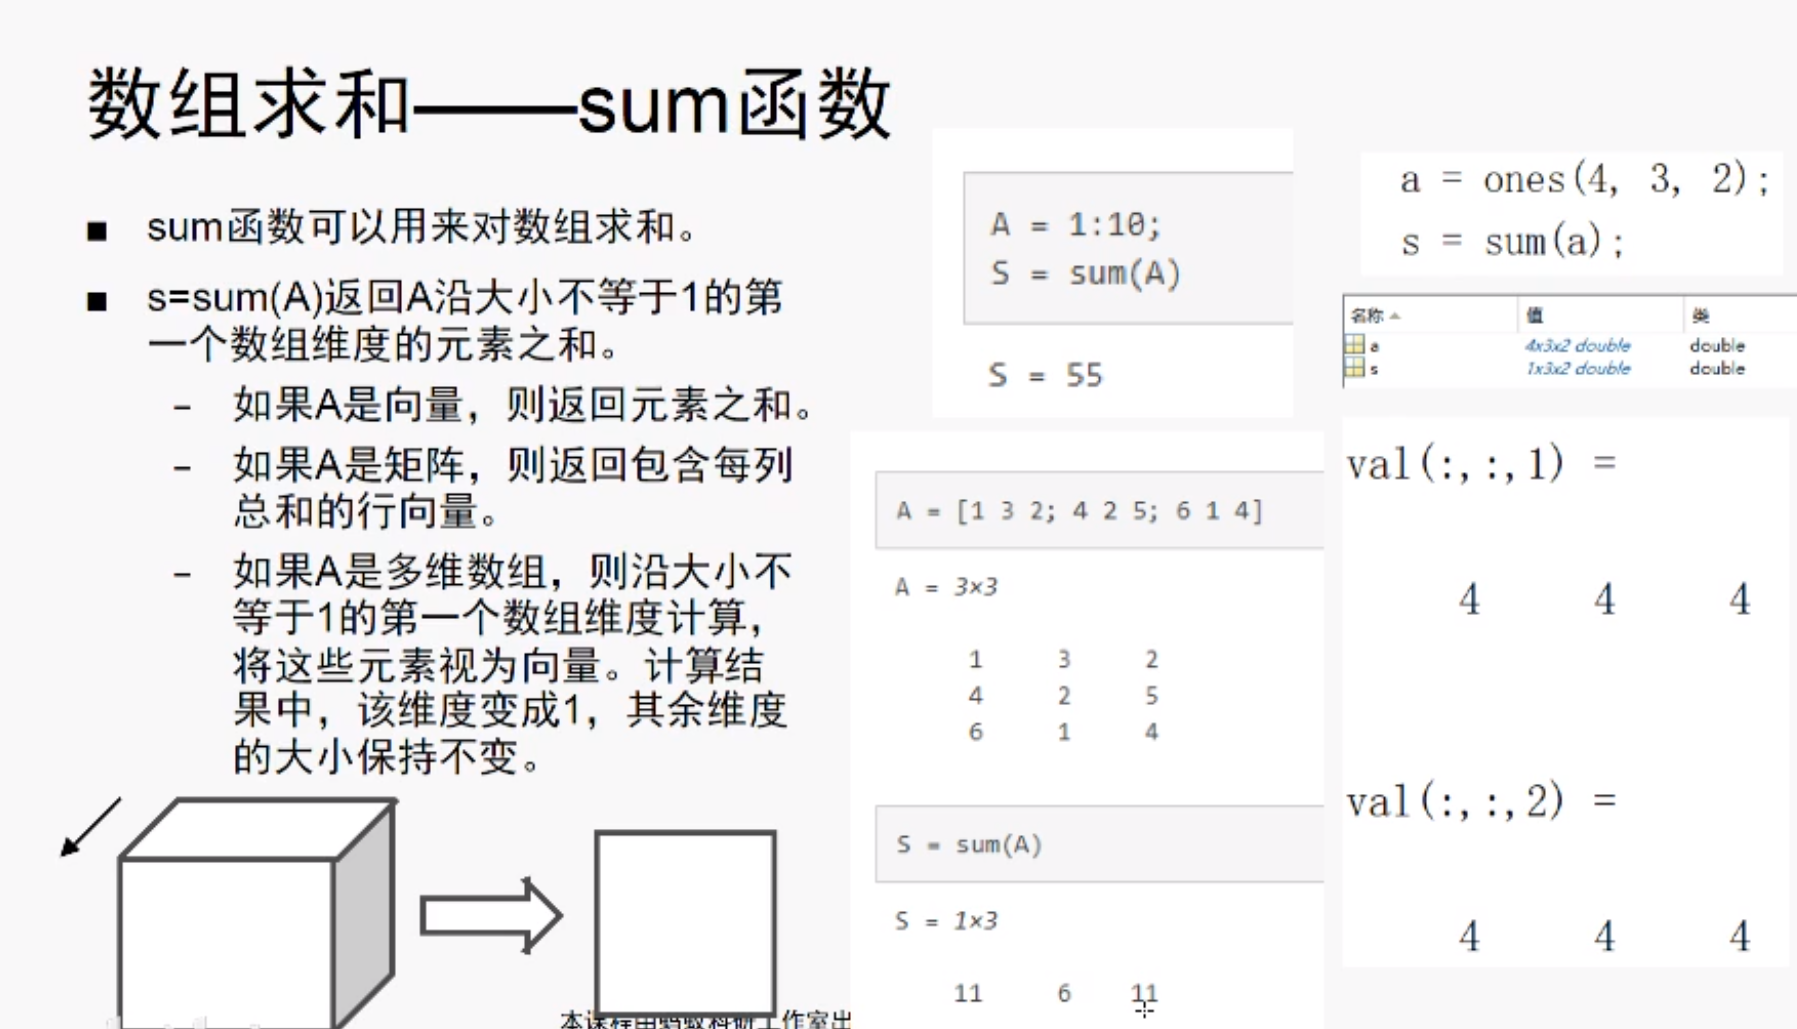 数组求和——sum函数
■ sum函数可以用来对数组求和。
■ s=sum(A)返回A沿大小不等于1的第
一个数组维度的元素之和。
– 如果A是向量，则返回元素之和。
– 如果A是矩阵，则返回包含每列
总和的行向量。
– 如果A是多维数组，则沿大小不
等于1的第一个数组维度计算，
将这些元素视为向量。计算结
果中，该维度变成1，其余维度
的大小保持不变。
A = 1:10;
S = sum(A)
S = 55
A = [1 3 2; 4 2 5; 6 1 4]
A = 3×3
1 3 2
4 2 5
6 1 4
S = sum(A)
S = 1×3
11 6 11
a = ones(4, 3, 2);
s = sum(a);
名称 值 类
a 4x3x2 double double
s 1x3x2 double double
val(:,:,1) =
4 4 4
val(:,:,2) =
4 4 4
本课程由蚂蚁科研工作室出